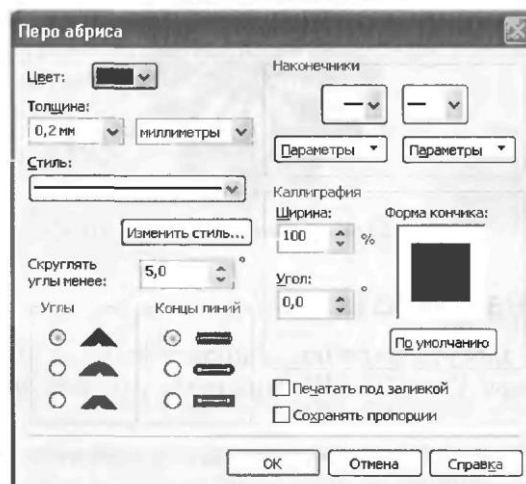 Перо абриса
Цвет:
Толщина:
0,2 мм
миллиметры
Стиль:
Изменить стиль...
Скруглять
углы менее:
5,0
°
Углы
Концы линий
Наконечники
Параметры
Параметры
Каллиграфия
Ширина:
100
%
Форма кончика:
Угол:
0,0
°
По умолчанию
Печатать под заливкой
Сохранять пропорции
ОК
Отмена
Справка